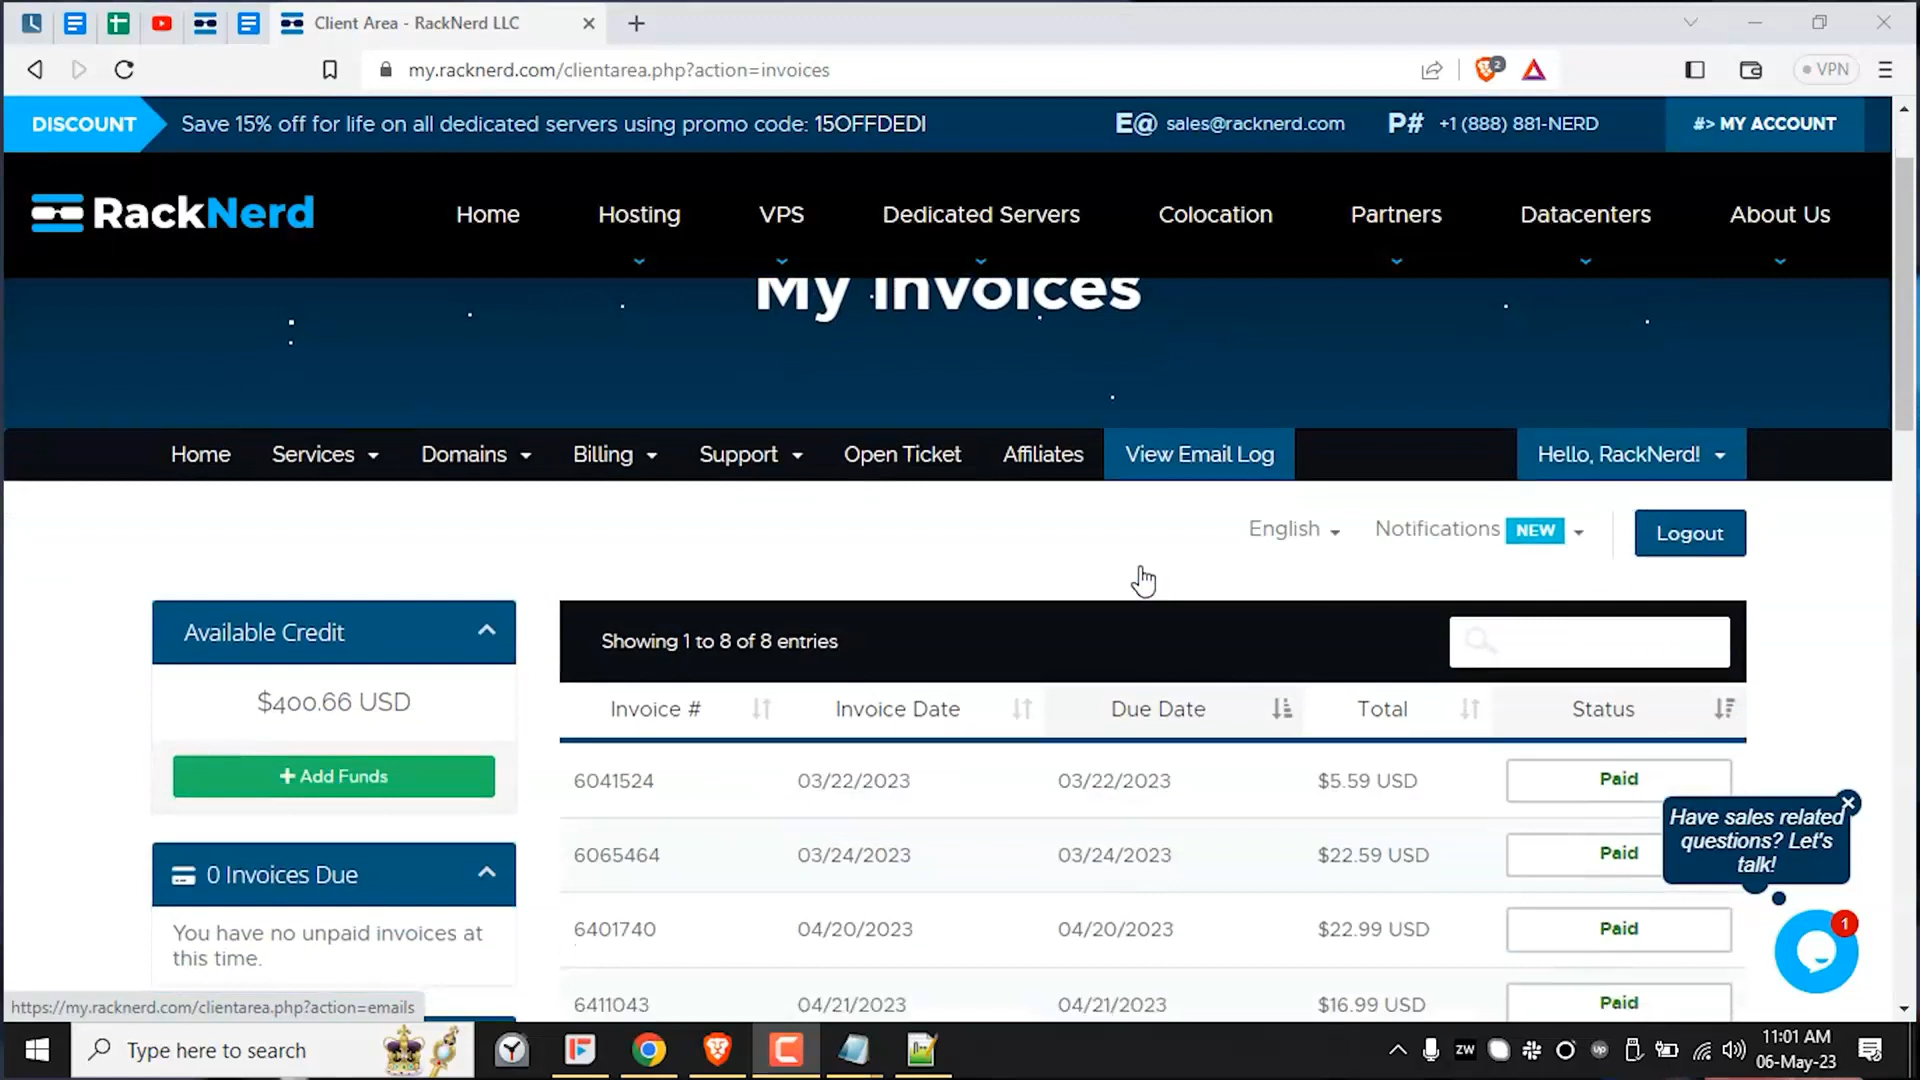 Client Area - RackNerd LLC
my.racknerd.com/clientarea.php?action=invoices
2
VPN
DISCOUNT
Save 15% off for life on all dedicated servers using promo code: 15OFFDEDI
E@ sales@racknerd.com
P# +1 (888) 881-NERD
#> MY ACCOUNT
RackNerd
Home
Hosting
VPS
Dedicated Servers
Colocation
Partners
Datacenters
About Us
My Invoices
Home
Services
Domains
Billing
Support
Open Ticket
Affiliates
View Email Log
Hello, RackNerd!
English
Notifications NEW
Logout
Available Credit
$400.66 USD
+ Add Funds
0 Invoices Due
You have no unpaid invoices at
this time.
Showing 1 to 8 of 8 entries
Invoice # Invoice Date Due Date Total Status
6041524 03/22/2023 03/22/2023 $5.59 USD Paid
6065464 03/24/2023 03/24/2023 $22.59 USD Paid
6401740 04/20/2023 04/20/2023 $22.99 USD Paid
6411043 04/21/2023 04/21/2023 $16.99 USD Paid
Have sales related
questions? Let's
talk!
1
https://my.racknerd.com/clientarea.php?action=emails
Type here to search
ZW
up
11:01 AM
06-May-23